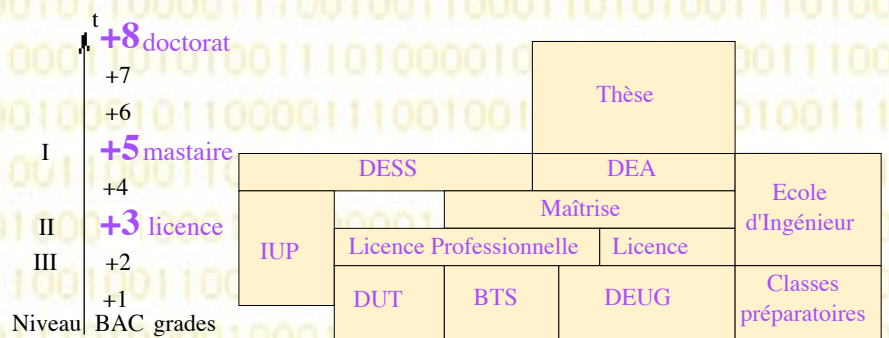 t
+8 doctorat
+7
+6
Thèse
I +5 mastaire
DESS DEA
+4
Ecole
d'Ingénieur
Maîtrise
II +3 licence
IUP Licence Professionnelle Licence
III +2
DUT BTS DEUG Classes
préparatoires
+1
Niveau BAC grades